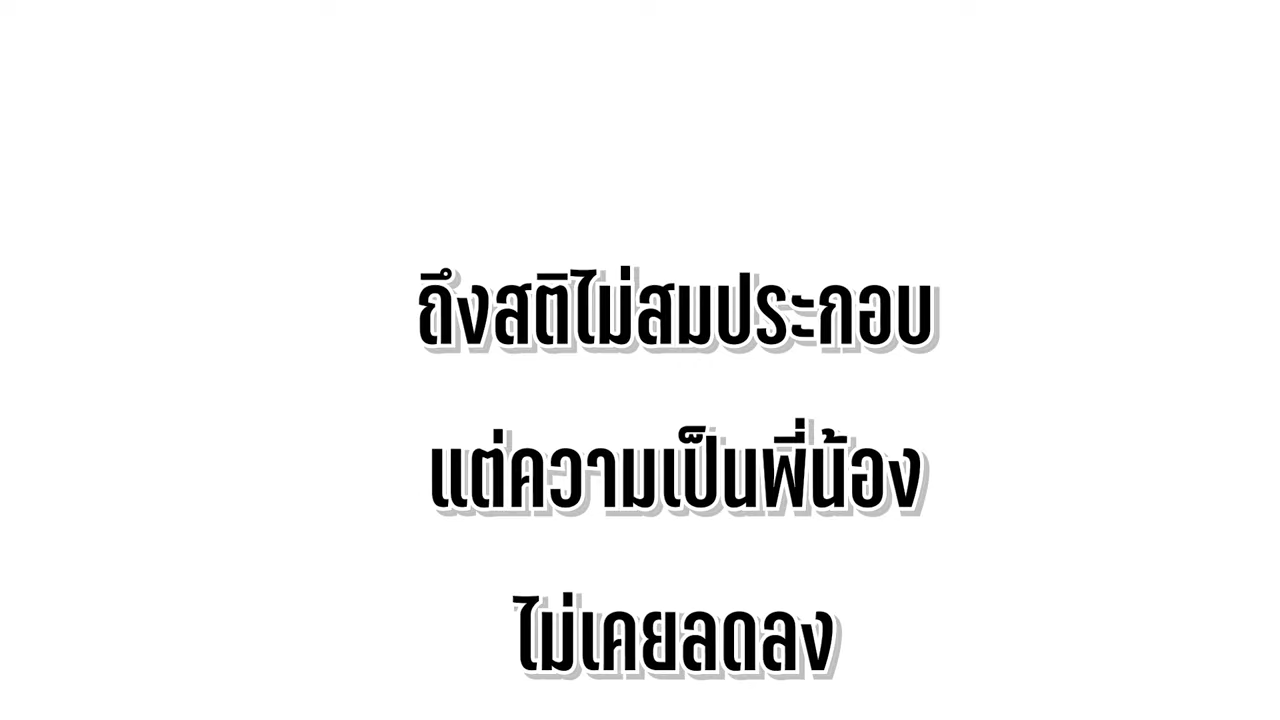 ถึงสติไม่สมประกอบ
แต่ความเป็นพี่น้อง
ไม่เคยลดลง